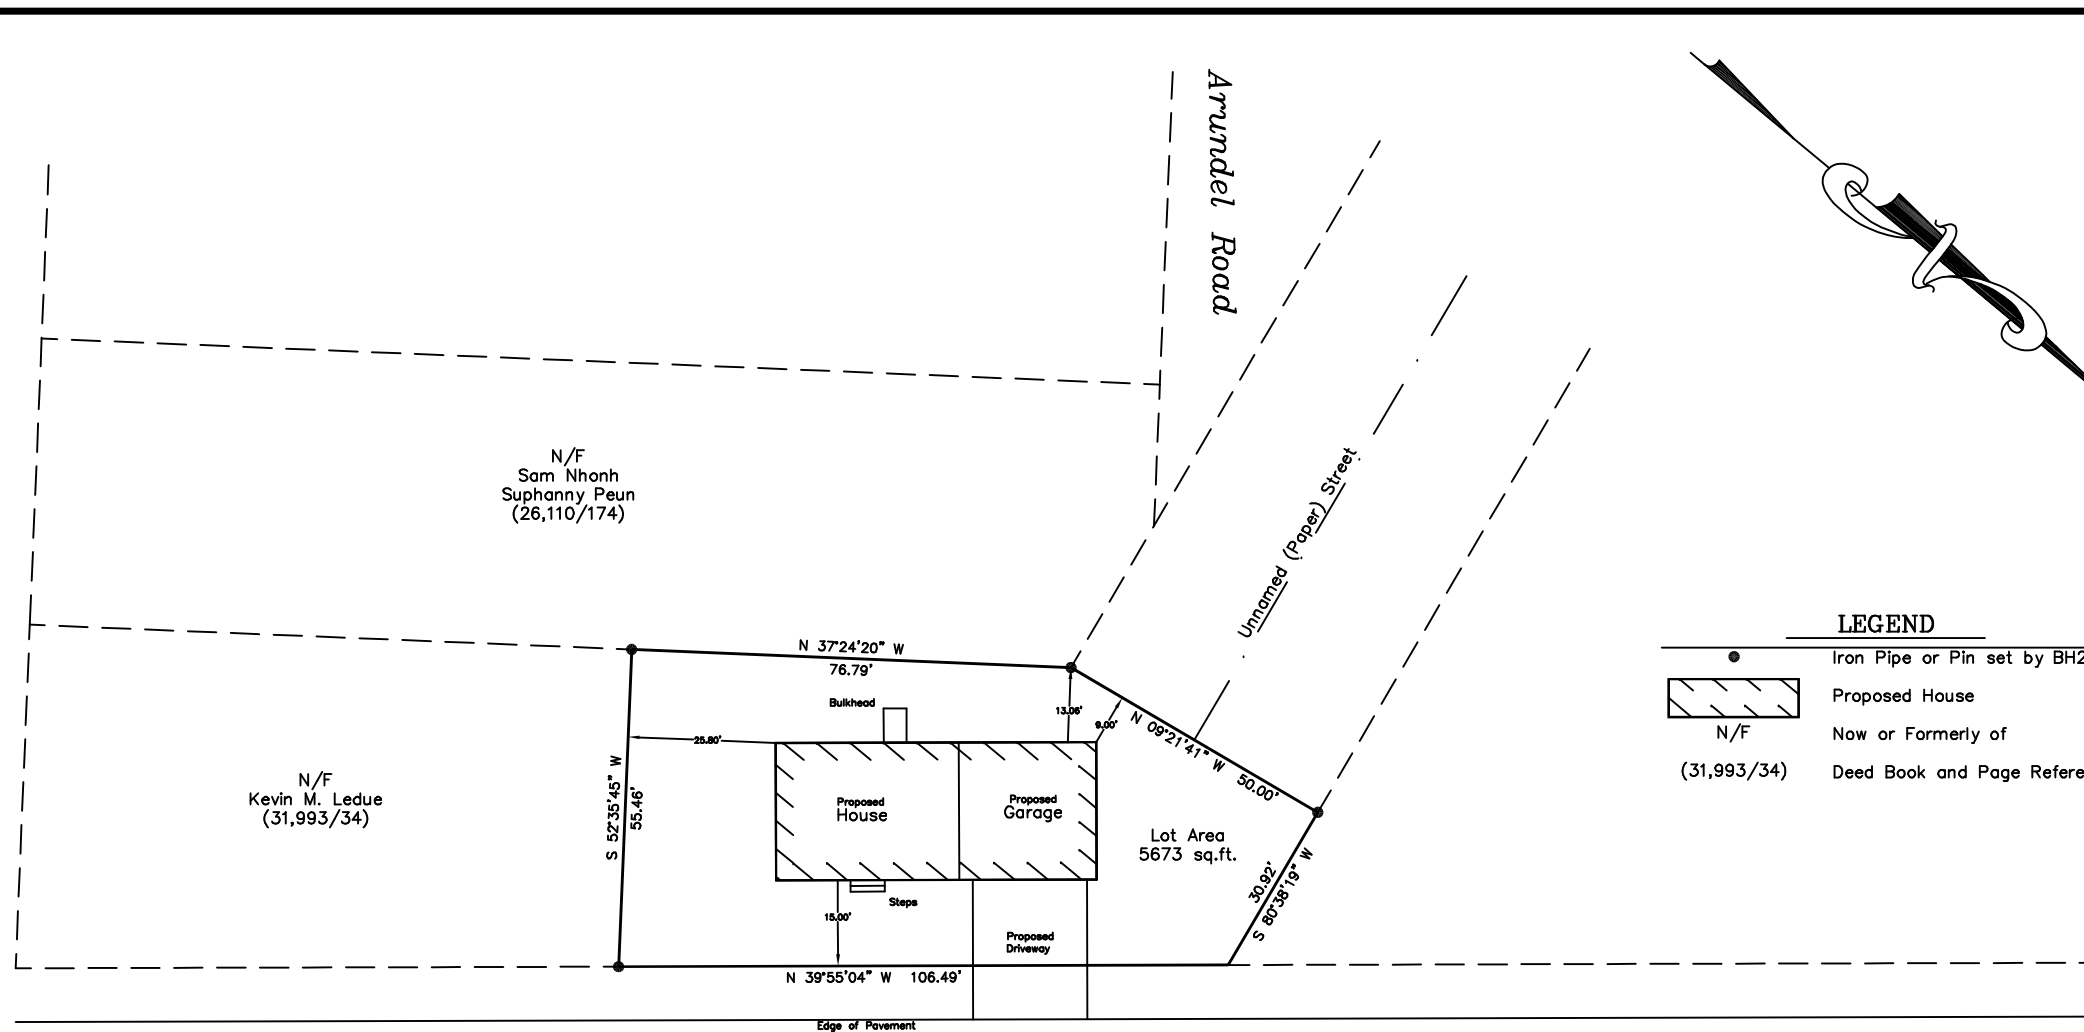 Arundel Road
N/F
Sam Nhonh
Suphanny Peun
(26,110/174)
Unnamed (Paper) Street
N 37°24'20" W
76.79'
Bulkhead
13.06'
9.00'
N 09°21'41" W 50.00'
25.80'
S 52°35'45" W
55.46'
N/F
Kevin M. Ledue
(31,993/34)
Proposed
House
Proposed
Garage
Lot Area
5673 sq.ft.
30.92'
S 80°38'19" W
Steps
15.00'
Proposed
Driveway
N 39°55'04" W 106.49'
Edge of Pavement
LEGEND
Iron Pipe or Pin set by BH2
Proposed House
N/F Now or Formerly of
(31,993/34) Deed Book and Page Refere